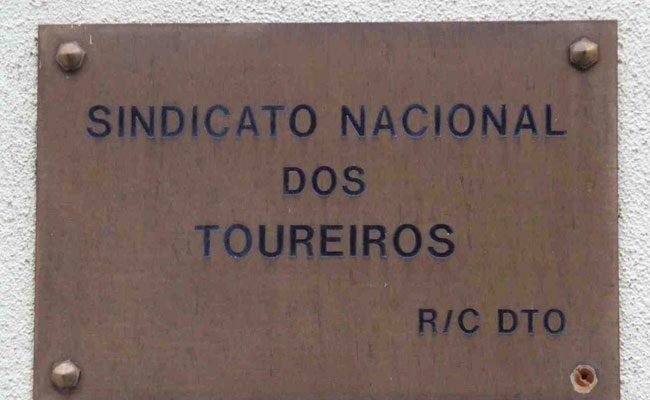 SINDICATO NACIONAL
DOS
TOUREIROS
R/C DTO